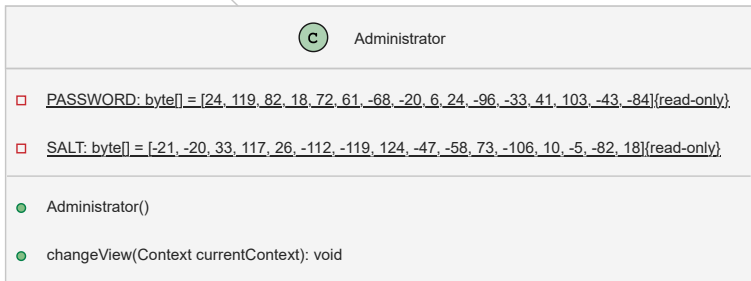 C Administrator
PASSWORD: byte[] = [24, 119, 82, 18, 72, 61, -68, -20, 6, 24, -96, -33, 41, 103, -43, -84]{read-only}
SALT: byte[] = [-21, -20, 33, 117, 26, -112, -119, 124, -47, -58, 73, -106, 10, -5, -82, 18]{read-only}
Administrator()
changeView(Context currentContext): void